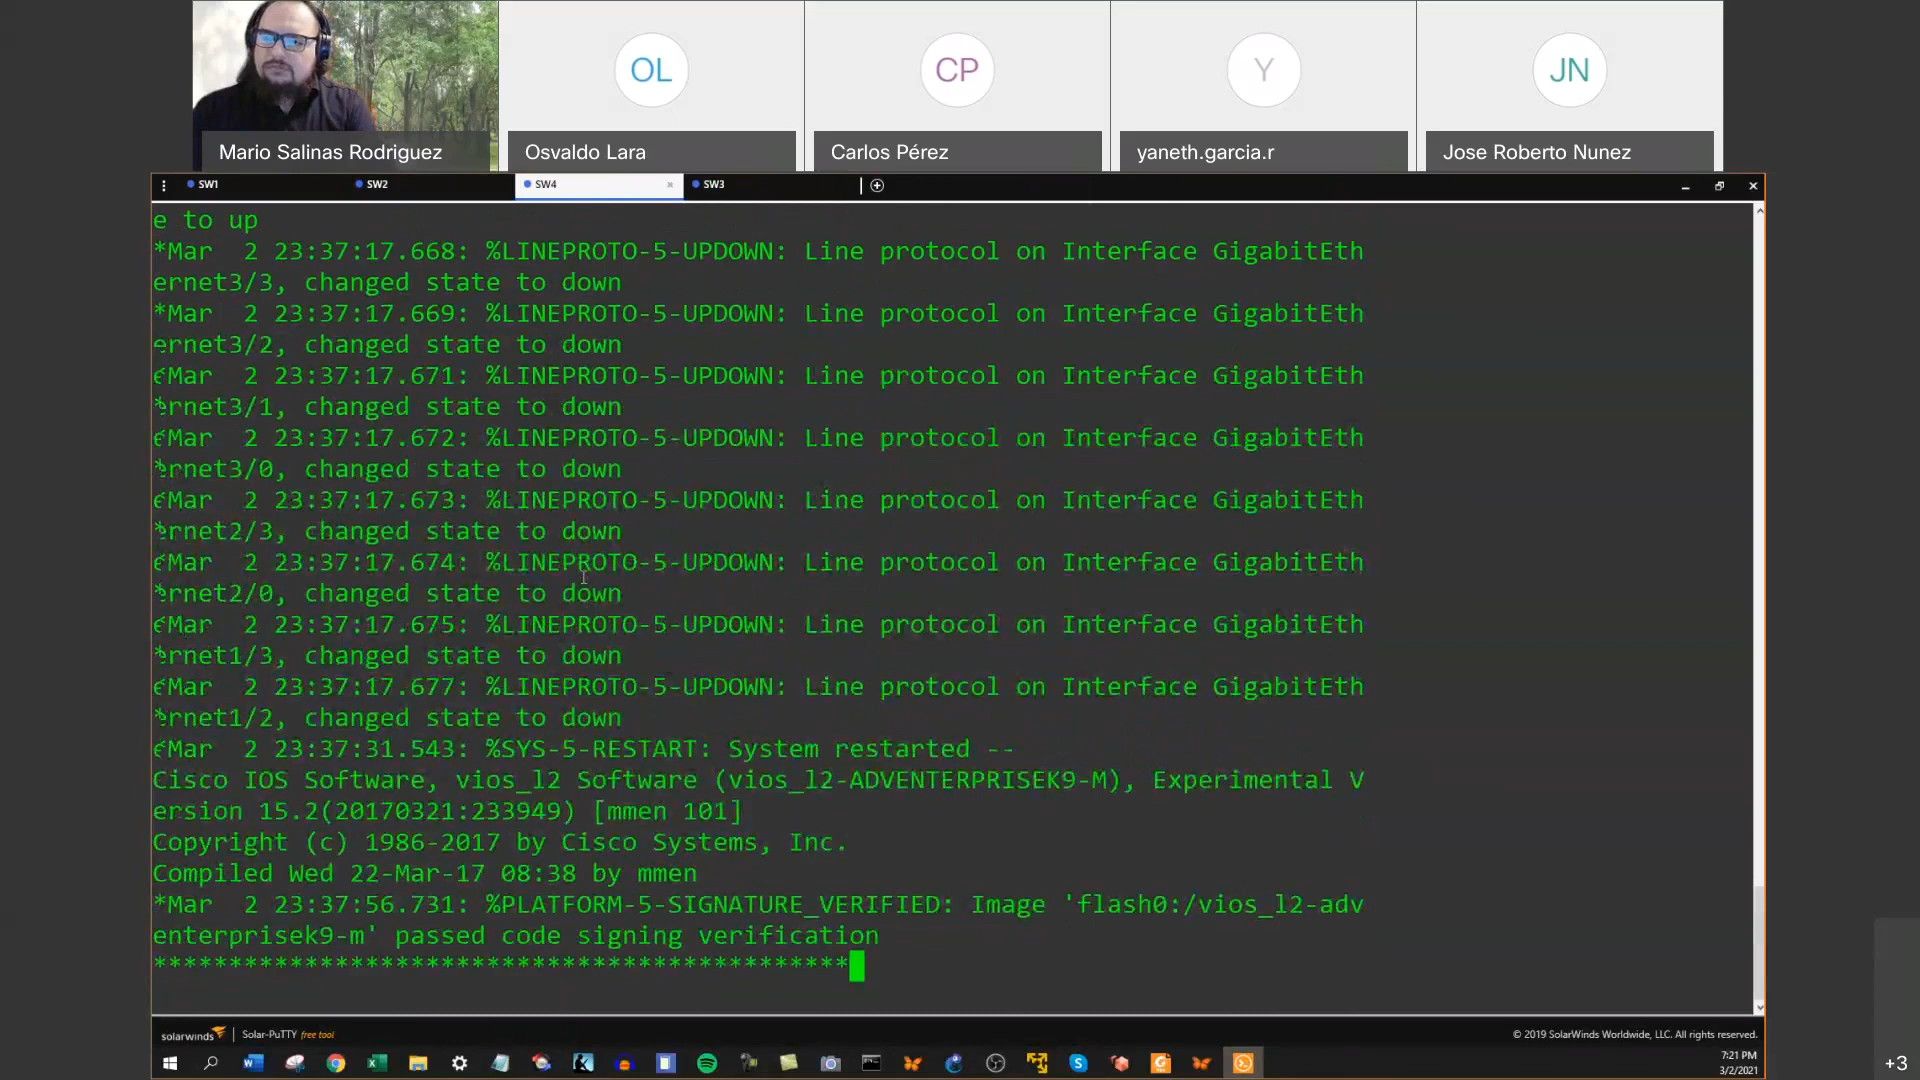 OL
CP
Y
JN
Mario Salinas Rodriguez
Osvaldo Lara
Carlos Pérez
yaneth.garcia.r
Jose Roberto Nunez
SW1
SW2
SW4
SW3
e to up
*Mar  2 23:37:17.668: %LINEPROTO-5-UPDOWN: Line protocol on Interface GigabitEth
ernet3/3, changed state to down
*Mar  2 23:37:17.669: %LINEPROTO-5-UPDOWN: Line protocol on Interface GigabitEth
ernet3/2, changed state to down
Mar  2 23:37:17.671: %LINEPROTO-5-UPDOWN: Line protocol on Interface GigabitEth
ernet3/1, changed state to down
Mar  2 23:37:17.672: %LINEPROTO-5-UPDOWN: Line protocol on Interface GigabitEth
ernet3/0, changed state to down
Mar  2 23:37:17.673: %LINEPROTO-5-UPDOWN: Line protocol on Interface GigabitEth
ernet2/3, changed state to down
Mar  2 23:37:17.674: %LINEPROTO-5-UPDOWN: Line protocol on Interface GigabitEth
ernet2/0, changed state to down
Mar  2 23:37:17.675: %LINEPROTO-5-UPDOWN: Line protocol on Interface GigabitEth
ernet1/3, changed state to down
Mar  2 23:37:17.677: %LINEPROTO-5-UPDOWN: Line protocol on Interface GigabitEth
ernet1/2, changed state to down
Mar  2 23:37:31.543: %SYS-5-RESTART: System restarted --
Cisco IOS Software, vios_l2 Software (vios_l2-ADVENTERPRISEK9-M), Experimental V
ersion 15.2(20170321:233949) [mmen 101]
Copyright (c) 1986-2017 by Cisco Systems, Inc.
Compiled Wed 22-Mar-17 08:38 by mmen
*Mar  2 23:37:56.731: %PLATFORM-5-SIGNATURE_VERIFIED: Image 'flash0:/vios_l2-adv
enterprisek9-m' passed code signing verification
**********************************************
solarwinds | Solar-PuTTY free tool
© 2019 SolarWinds Worldwide, LLC. All rights reserved.
7:21 PM
3/2/2021
+3